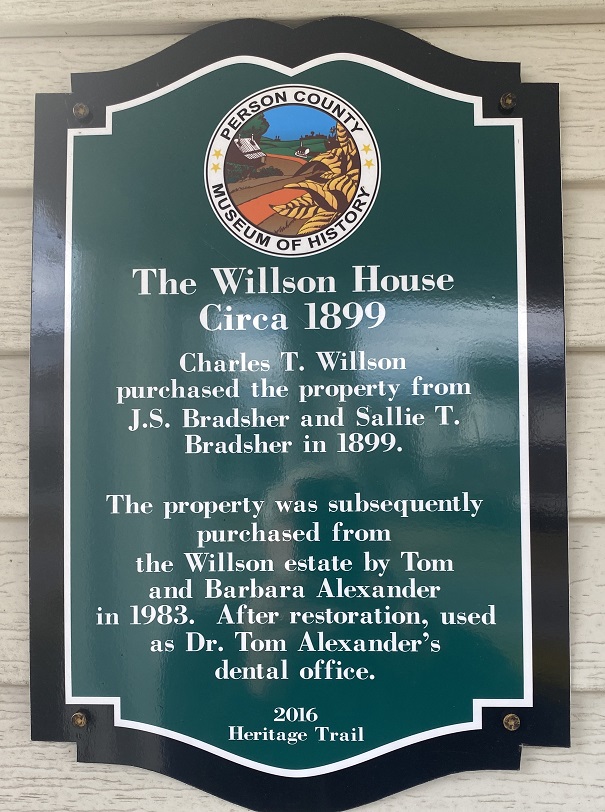 PERSON COUNTY
MUSEUM OF HISTORY
The Willson House
Circa 1899
Charles T. Willson
purchased the property from
J.S. Bradsher and Sallie T.
Bradsher in 1899.
The property was subsequently
purchased from
the Willson estate by Tom
and Barbara Alexander
in 1983. After restoration, used
as Dr. Tom Alexander's
dental office.
2016
Heritage Trail